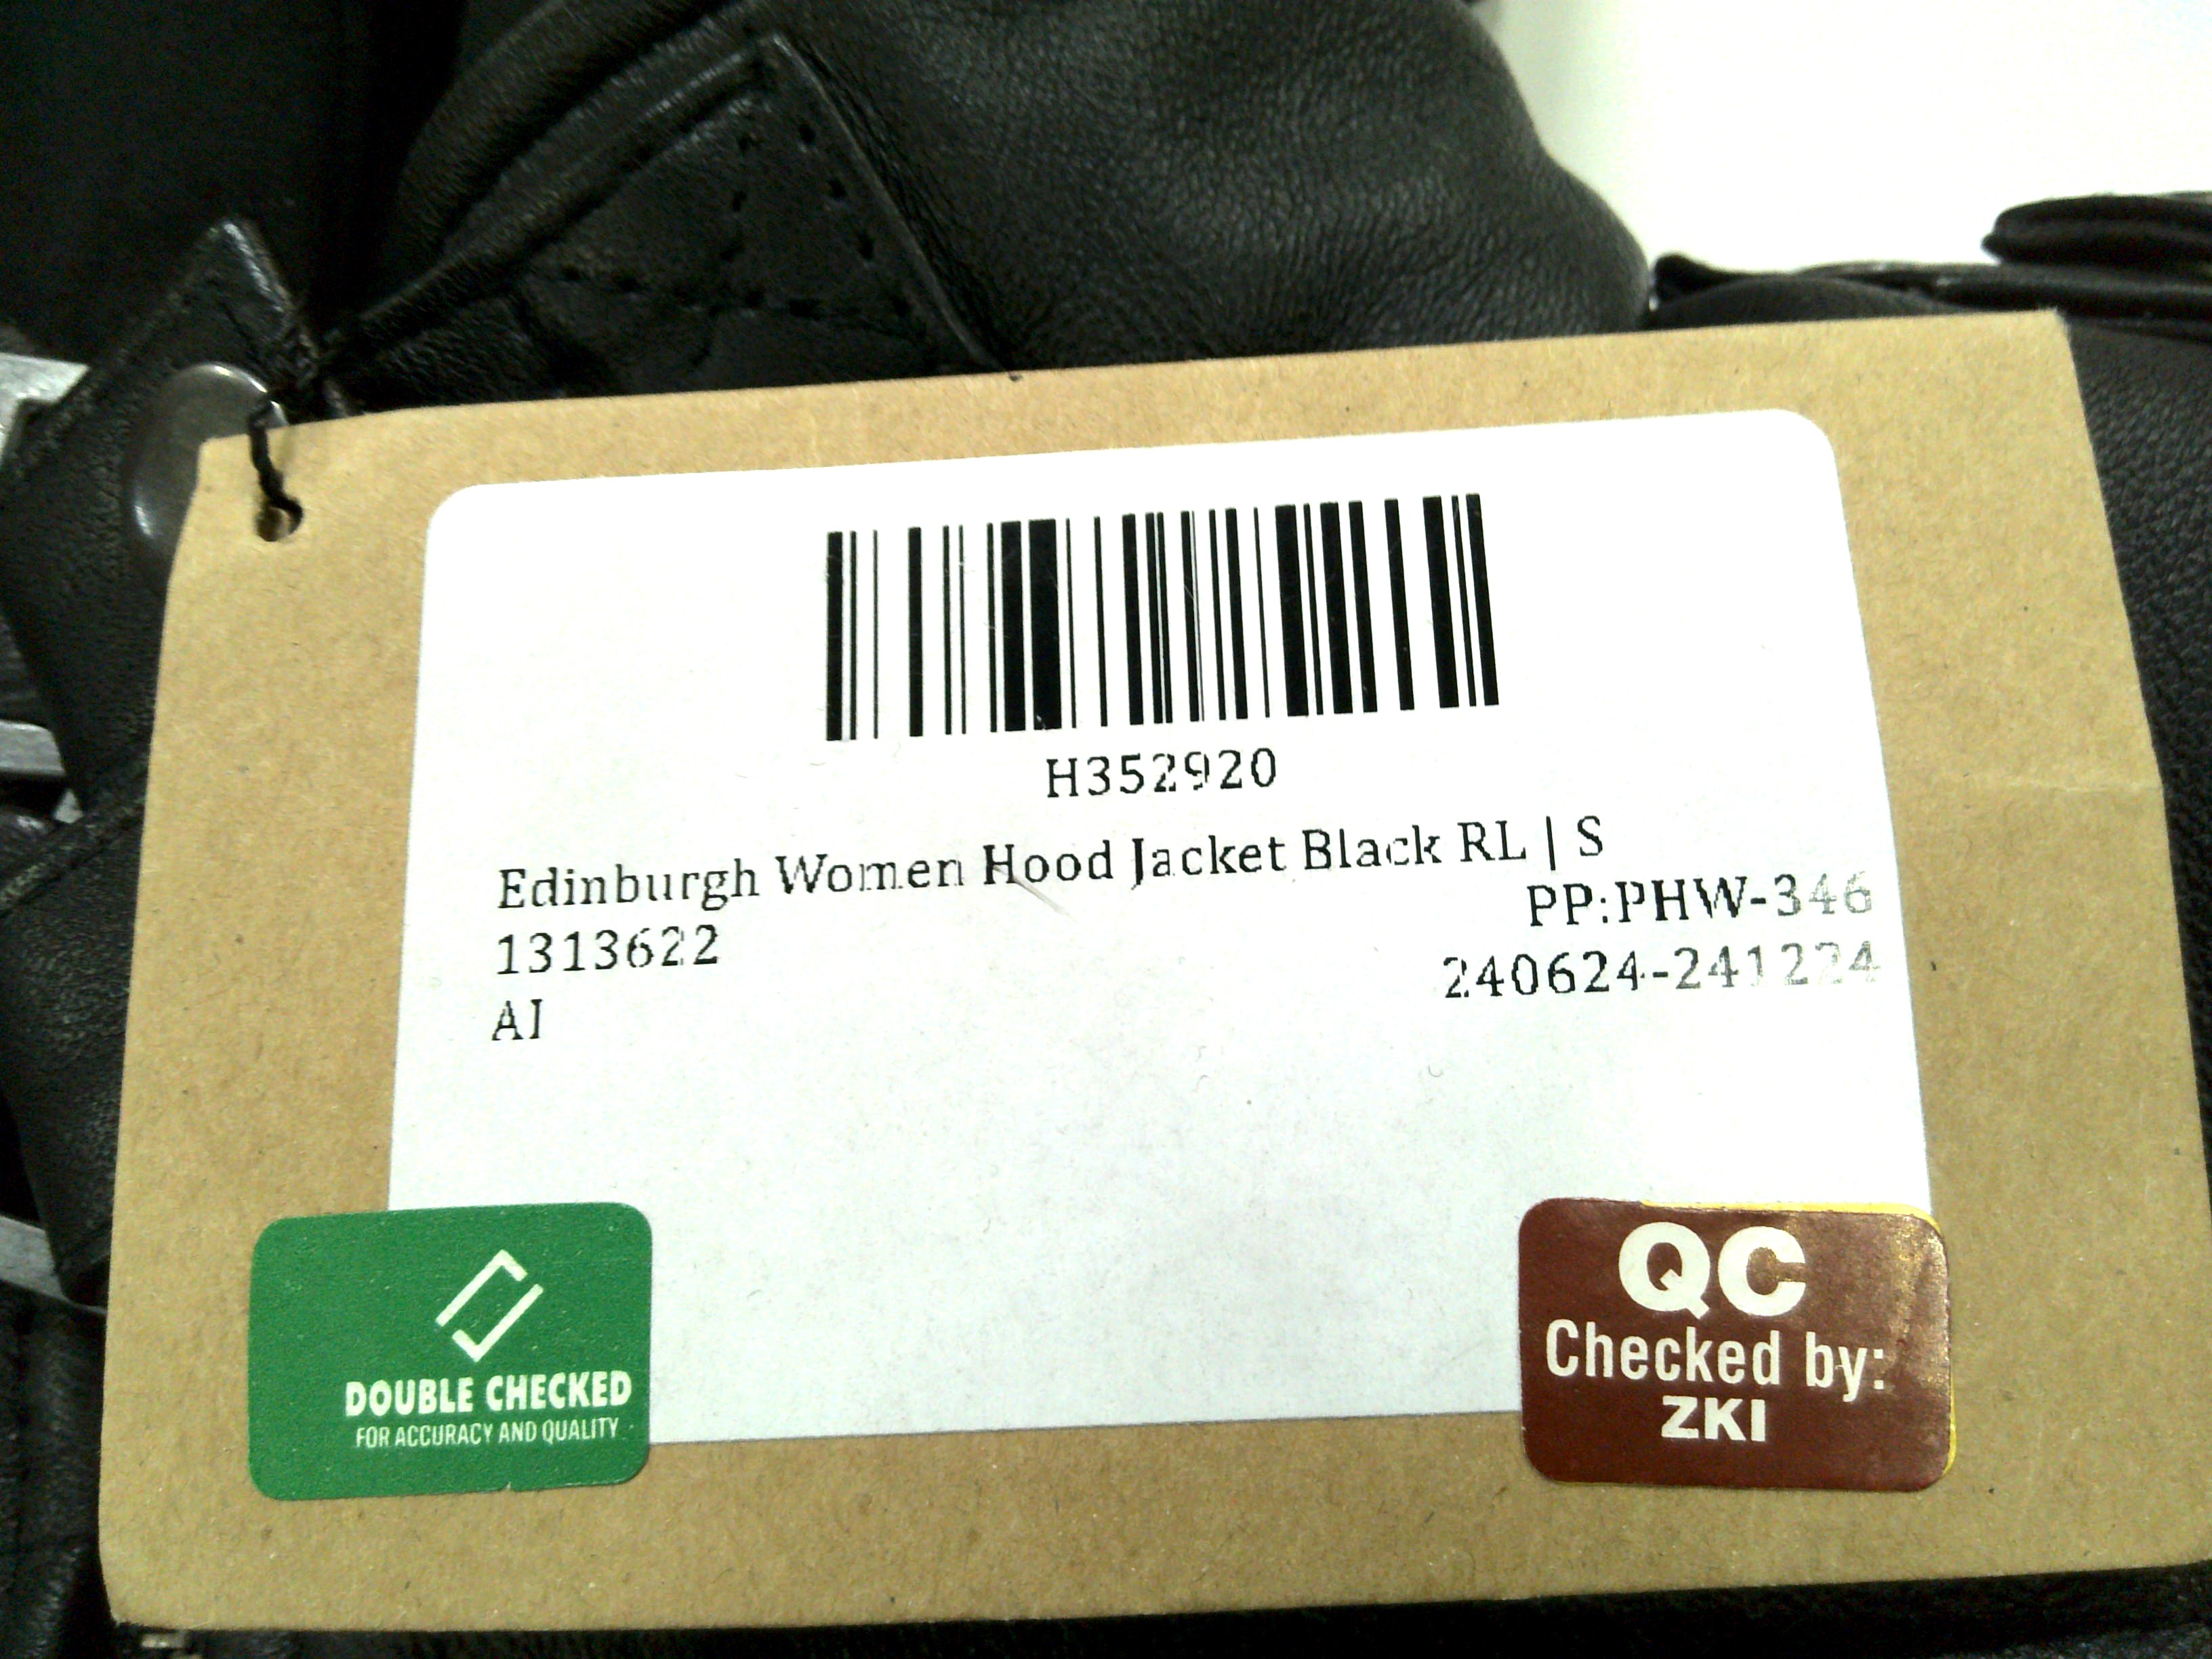 H352920
Edinburgh Women Hood Jacket Black RL | S
PP:PHW-346
1313622
240624-241224
AI
DOUBLE CHECKED
FOR ACCURACY AND QUALITY
QC
Checked by:
ZKI